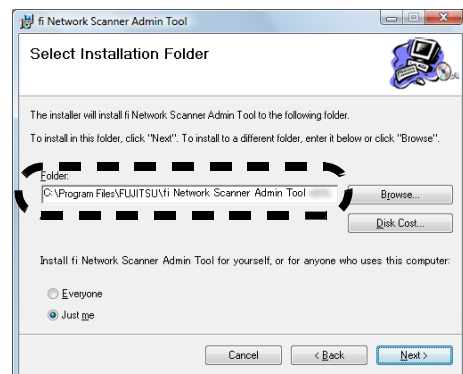 fi Network Scanner Admin Tool
Select Installation Folder
The installer will install fi Network Scanner Admin Tool to the following folder.
To install in this folder, click "Next". To install to a different folder, enter it below or click "Browse".
Folder:
C:\Program Files\FUJITSU\fi Network Scanner Admin Tool
Browse...
Disk Cost...
Install fi Network Scanner Admin Tool for yourself, or for anyone who uses this computer:
Everyone
Just me
Cancel
< Back
Next >